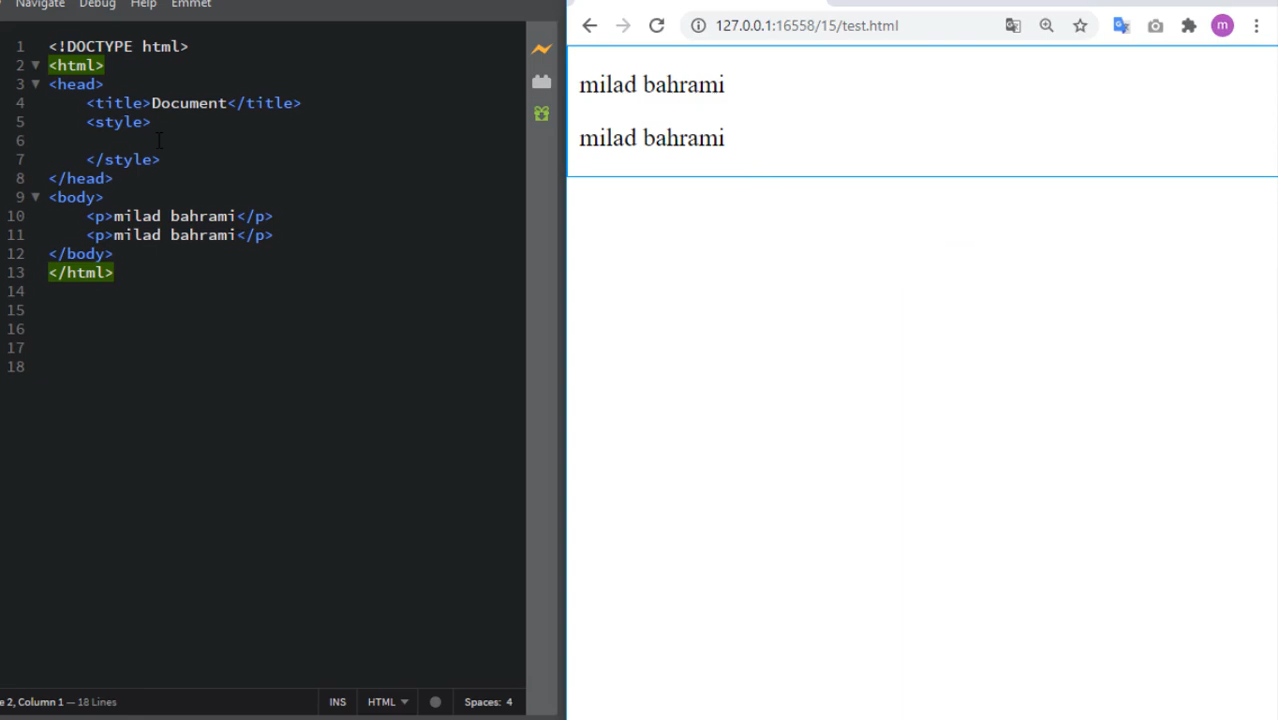 Navigate Debug Help Emmet
1 <!DOCTYPE html>
2 <html>
3 <head>
4 <title>Document</title>
5 <style>
6
7 </style>
8 </head>
9 <body>
10 <p>milad bahrami</p>
11 <p>milad bahrami</p>
12 </body>
13 </html>
14
15
16
17
18
2, Column 1 — 18 Lines INS HTML Spaces: 4
127.0.0.1:16558/15/test.html m
milad bahrami
milad bahrami